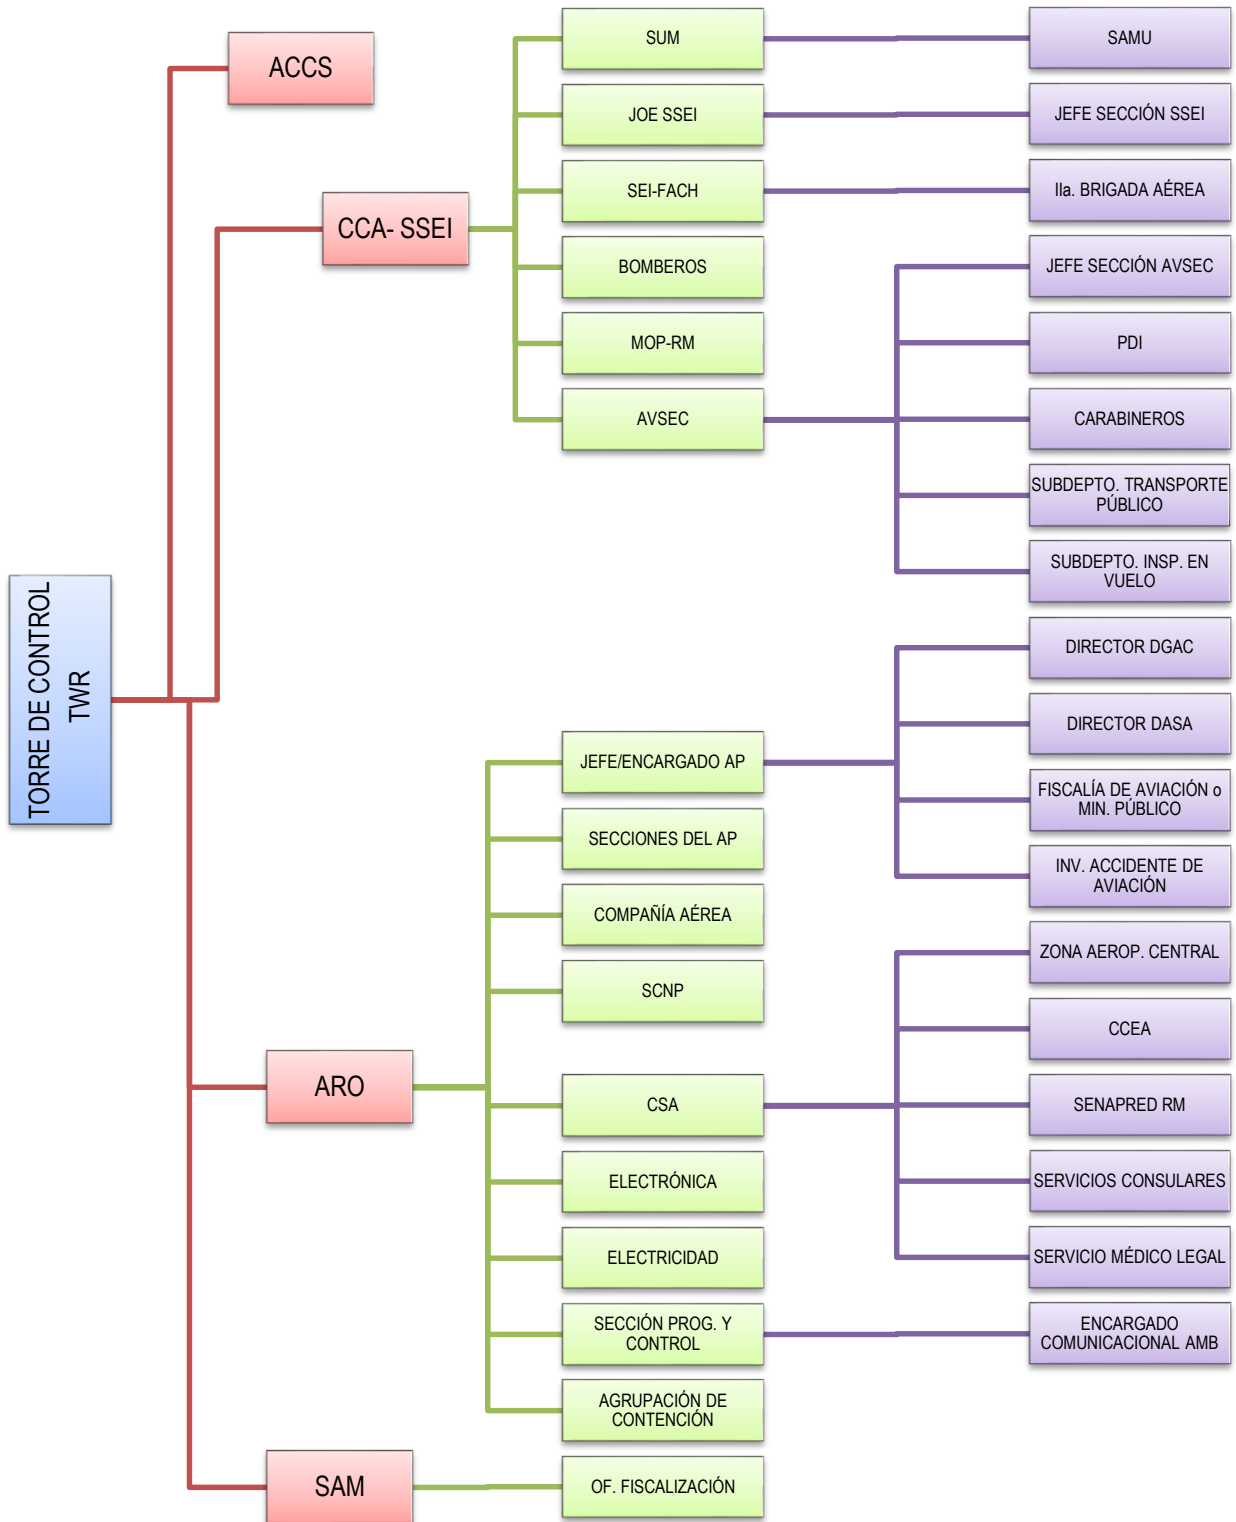 TORRE DE CONTROL
TWR
ACCS
CCA- SSEI
SUM
SAMU
JOE SSEI
JEFE SECCIÓN SSEI
SEI-FACH
IIa. BRIGADA AÉREA
BOMBEROS
MOP-RM
AVSEC
JEFE SECCIÓN AVSEC
PDI
CARABINEROS
SUBDEPTO. TRANSPORTE
PÚBLICO
SUBDEPTO. INSP. EN
VUELO
ARO
JEFE/ENCARGADO AP
DIRECTOR DGAC
DIRECTOR DASA
FISCALÍA DE AVIACIÓN o
MIN. PÚBLICO
INV. ACCIDENTE DE
AVIACIÓN
SECCIONES DEL AP
COMPAÑÍA AÉREA
SCNP
CSA
ZONA AEROP. CENTRAL
CCEA
SENAPRED RM
SERVICIOS CONSULARES
SERVICIO MÉDICO LEGAL
ELECTRÓNICA
ELECTRICIDAD
SECCIÓN PROG. Y
CONTROL
ENCARGADO
COMUNICACIONAL AMB
AGRUPACIÓN DE
CONTENCIÓN
SAM
OF. FISCALIZACIÓN